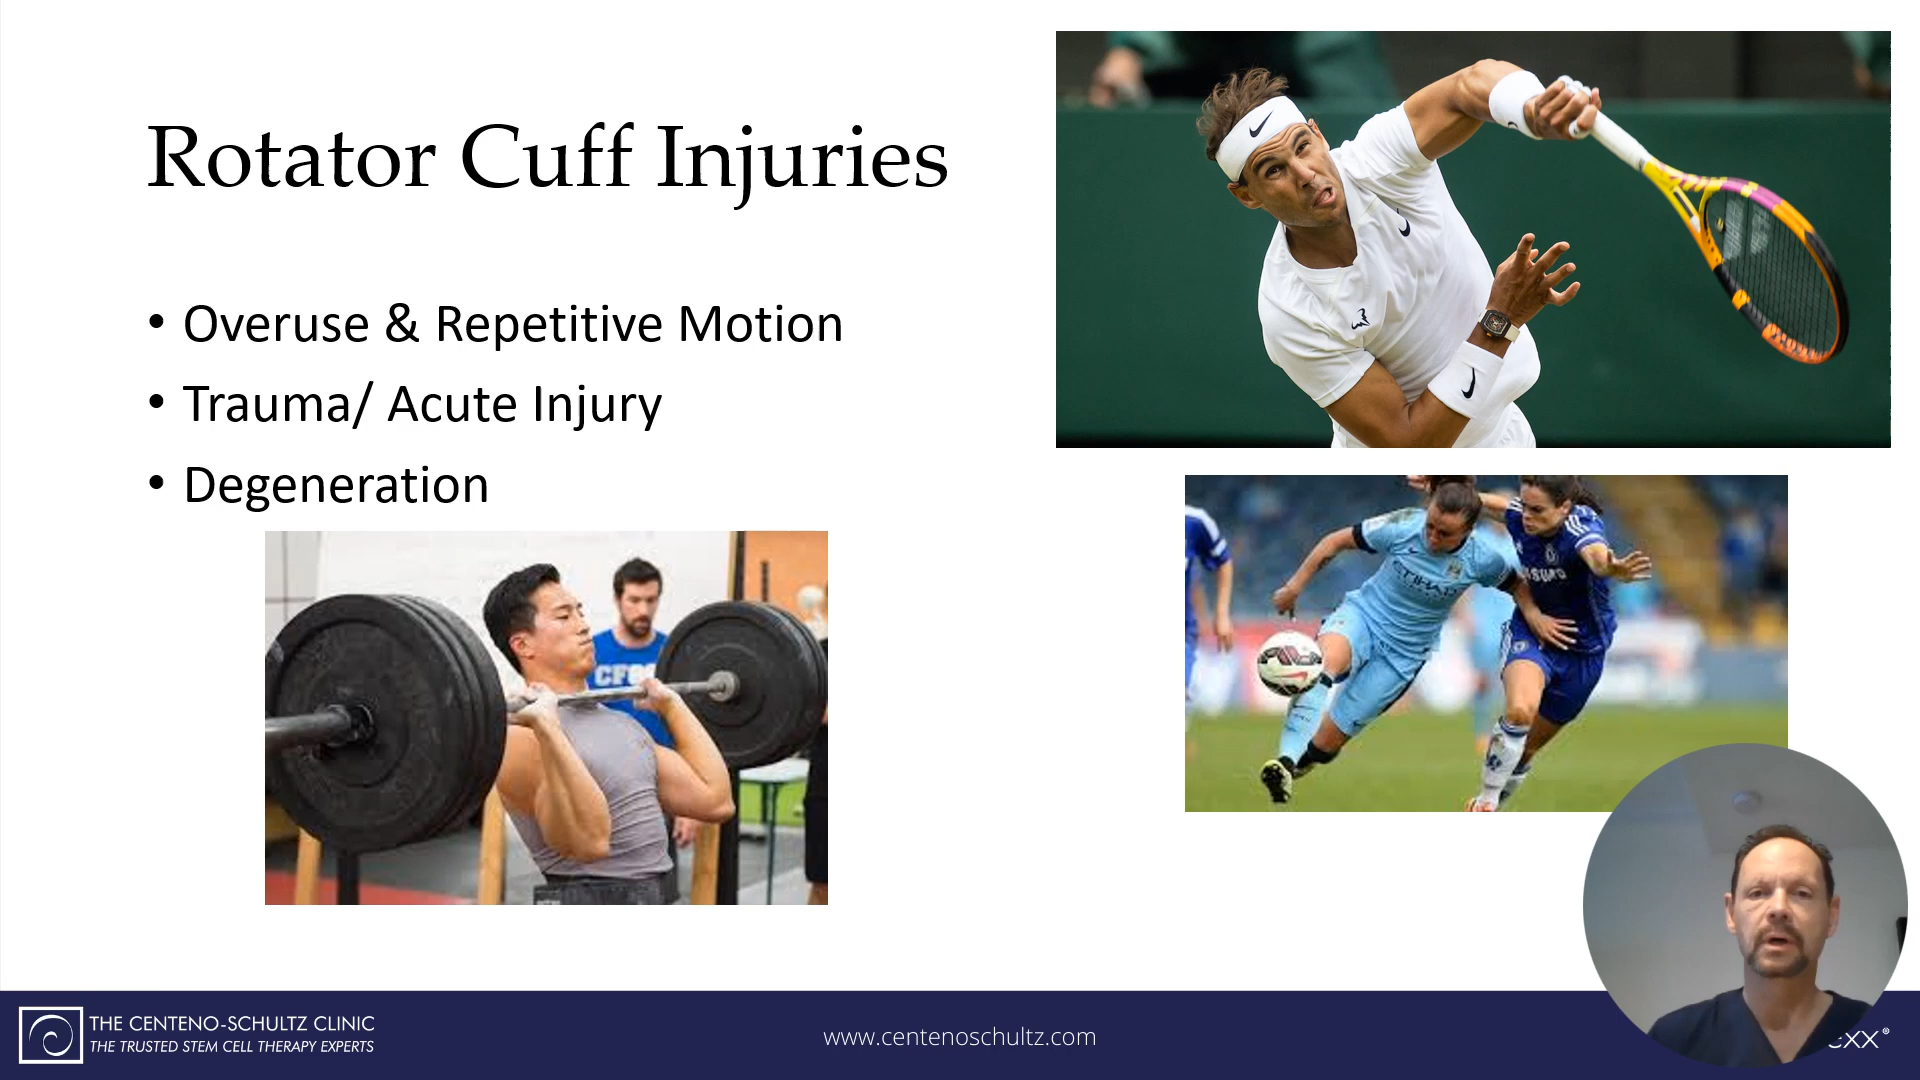 Rotator Cuff Injuries
• Overuse & Repetitive Motion
• Trauma/ Acute Injury
• Degeneration
THE CENTENO-SCHULTZ CLINIC
THE TRUSTED STEM CELL THERAPY EXPERTS
www.centenoschultz.com